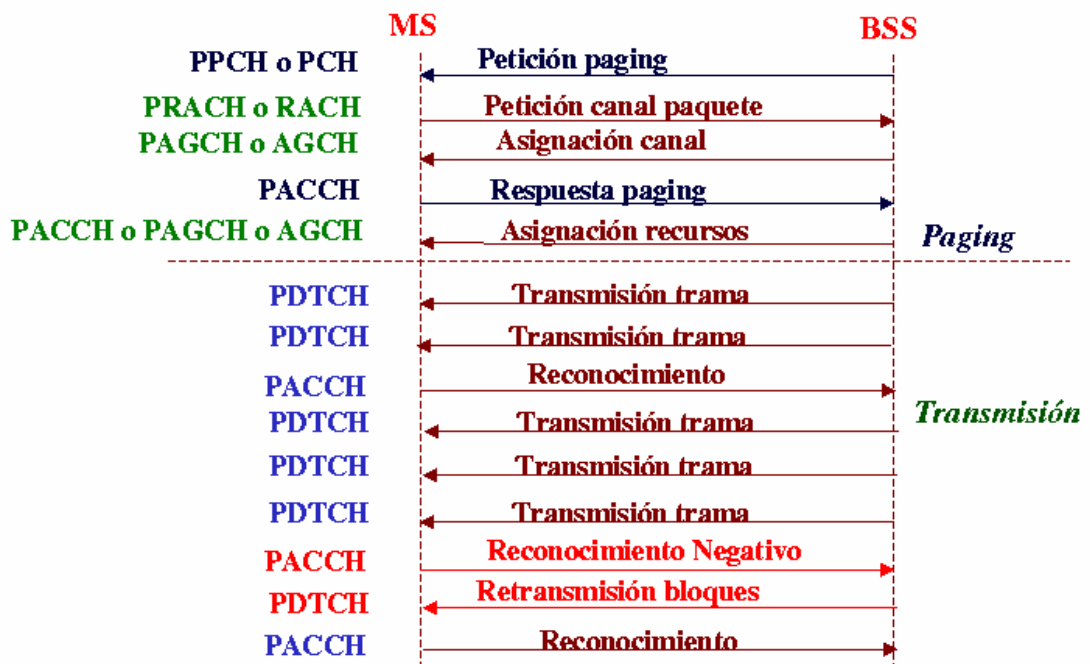 MS BSS
PPCH o PCH Petición paging
PRACH o RACH Petición canal paquete
PAGCH o AGCH Asignación canal
PACCH Respuesta paging
PACCH o PAGCH o AGCH Asignación recursos Paging
PDTCH Transmisión trama
PDTCH Transmisión trama
PACCH Reconocimiento
PDTCH Transmisión trama Transmisión
PDTCH Transmisión trama
PDTCH Transmisión trama
PACCH Reconocimiento Negativo
PDTCH Retransmisión bloques
PACCH Reconocimiento